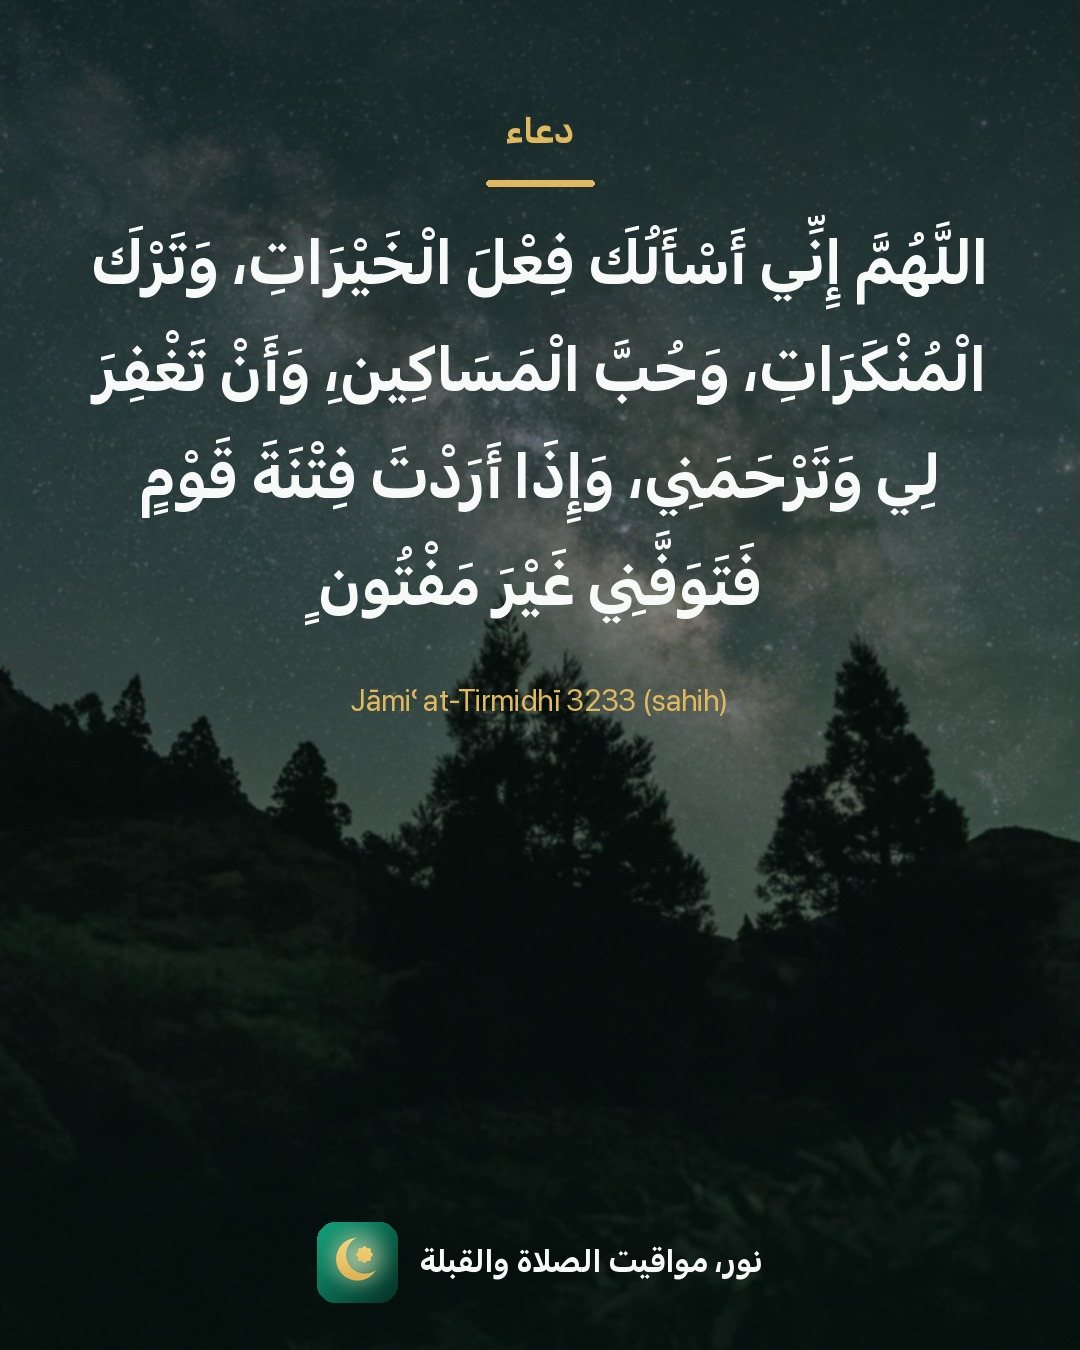 دعاء
اللَّهُمَّ إِنِّي أَسْأَلُكَ فِعْلَ الْخَيْرَاتِ، وَتَرْكَ
الْمُنْكَرَاتِ، وَحُبَّ الْمَسَاكِينِ، وَأَنْ تَغْفِرَ
لِي وَتَرْحَمَنِي، وَإِذَا أَرَدْتَ فِتْنَةَ قَوْمٍ
فَتَوَفَّنِي غَيْرَ مَفْتُونٍ
Jāmiʿ at-Tirmidhī 3233 (sahih)
نور، مواقيت الصلاة والقبلة